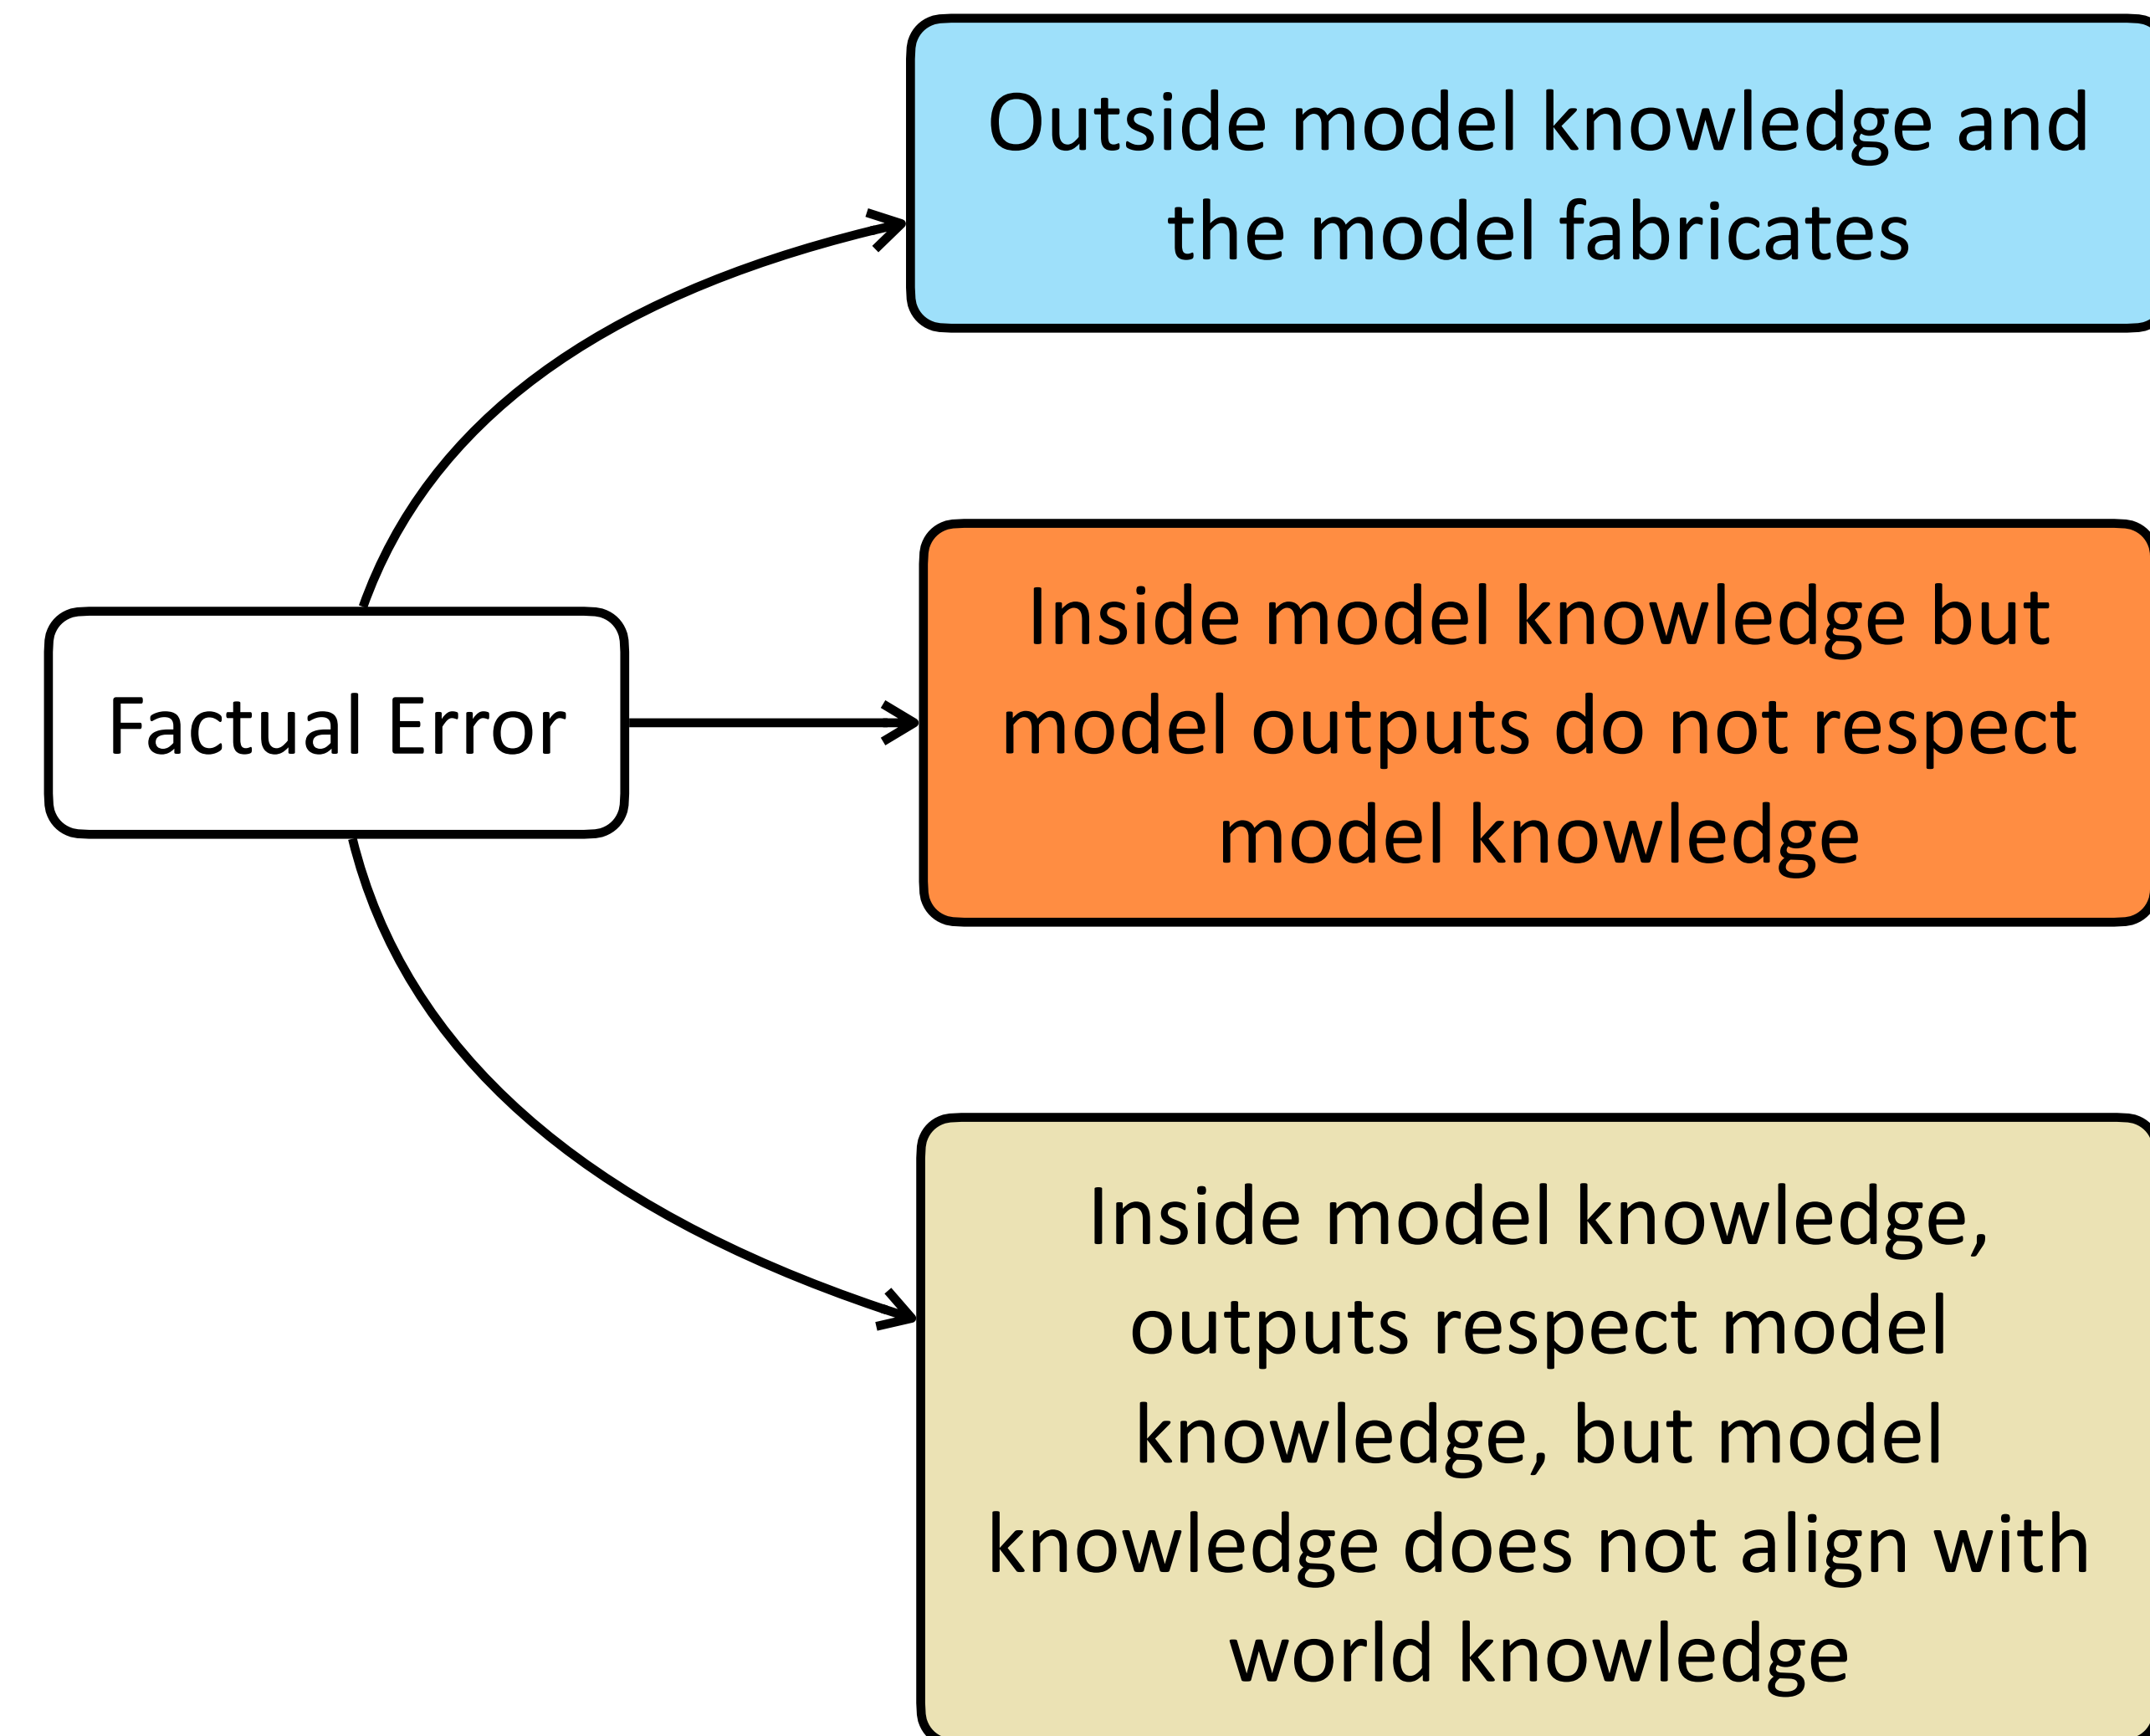 Outside model knowledge and
the model fabricates
Factual Error
Inside model knowledge but
model outputs do not respect
model knowledge
Inside model knowledge,
outputs respect model
knowledge, but model
knowledge does not align with
world knowledge